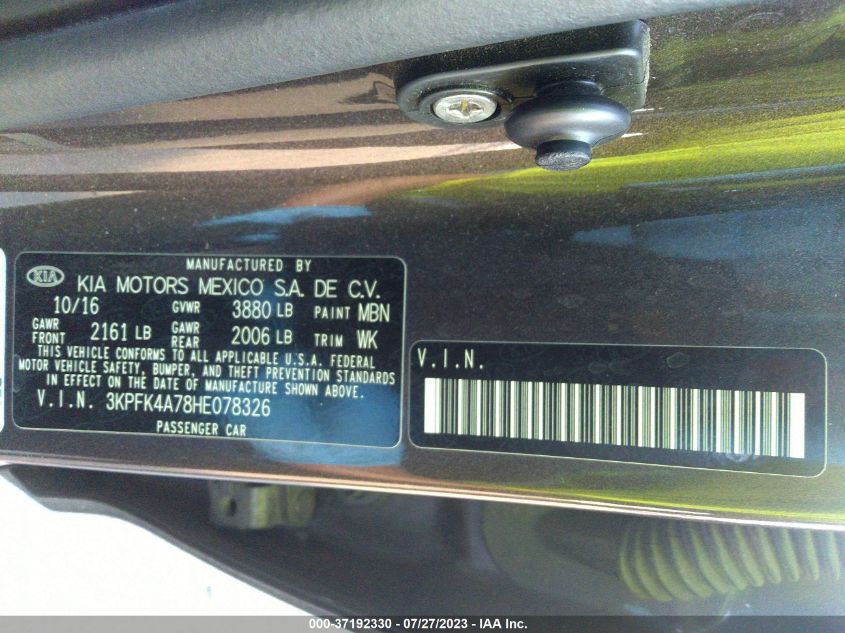 MANUFACTURED BY
KIA KIA MOTORS MEXICO S.A. DE C.V.
10/16 GVWR 3880 LB PAINT MBN
GAWR FRONT 2161 LB GAWR REAR 2006 LB TRIM WK
THIS VEHICLE CONFORMS TO ALL APPLICABLE U.S.A. FEDERAL
MOTOR VEHICLE SAFETY, BUMPER, AND THEFT PREVENTION STANDARDS
IN EFFECT ON THE DATE OF MANUFACTURE SHOWN ABOVE
V.I.N. 3KPFK4A78HE078326
PASSENGER CAR
V.I.N.
000-37192330 - 07/27/2023 - IAA Inc.